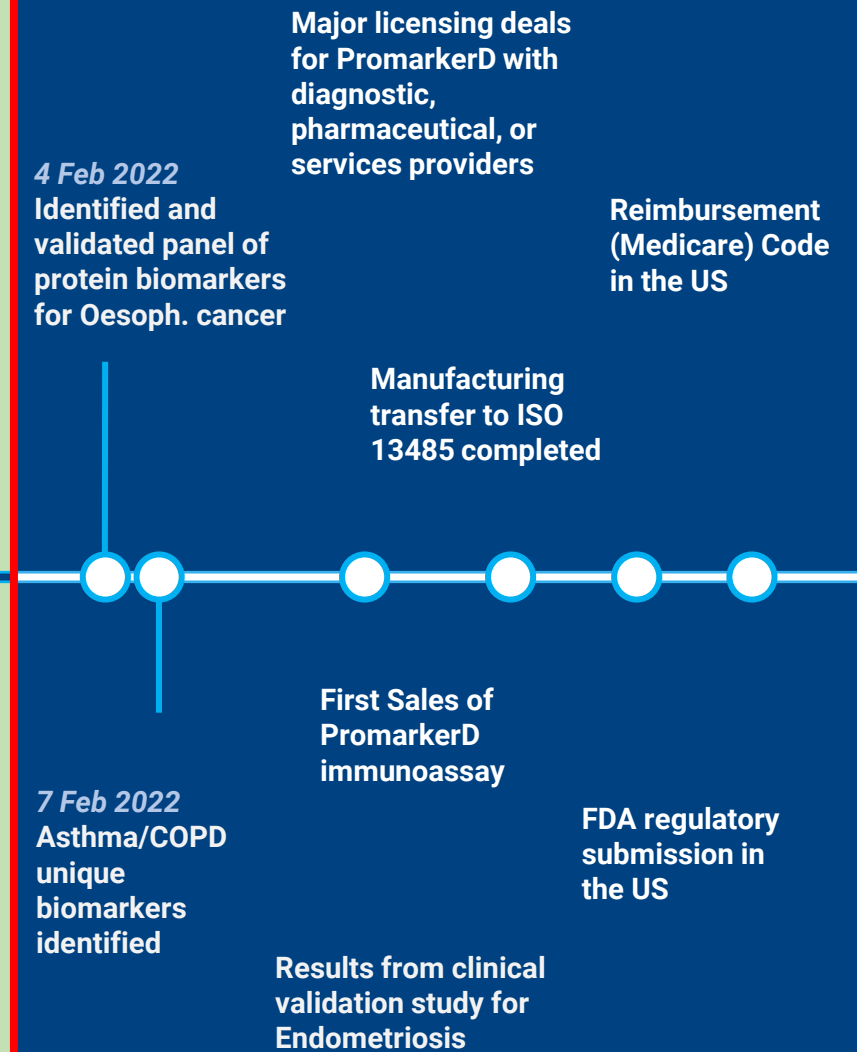 Major licensing deals
for PromarkerD with
diagnostic,
pharmaceutical, or
services providers
4 Feb 2022
Identified and
validated panel of
protein biomarkers
for Oesoph. cancer
Reimbursement
(Medicare) Code
in the US
Manufacturing
transfer to ISO
13485 completed
First Sales of
PromarkerD
immunoassay
7 Feb 2022
Asthma/COPD
unique
biomarkers
identified
FDA regulatory
submission in
the US
Results from clinical
validation study for
Endometriosis